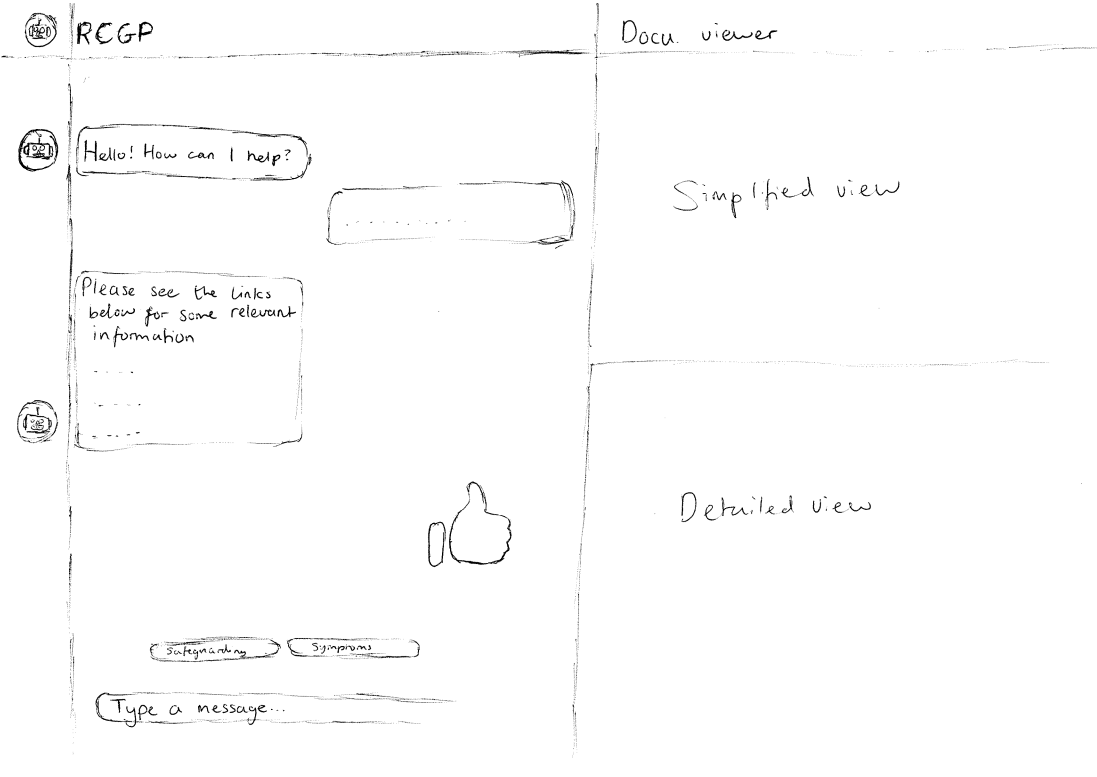 RCGP
Docu. viewer
Hello! How can I help?
Please see the links
below for some relevant
information
Safeguarding
Symptoms
Type a message...
Simplified view
Detailed view